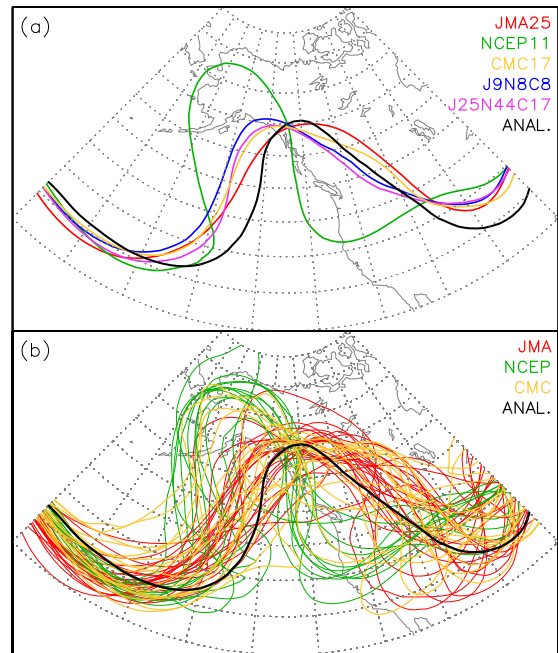 (a)
JMA25
NCEP11
CMC17
J9N8C8
J25N44C17
ANAL.
(b)
JMA
NCEP
CMC
ANAL.